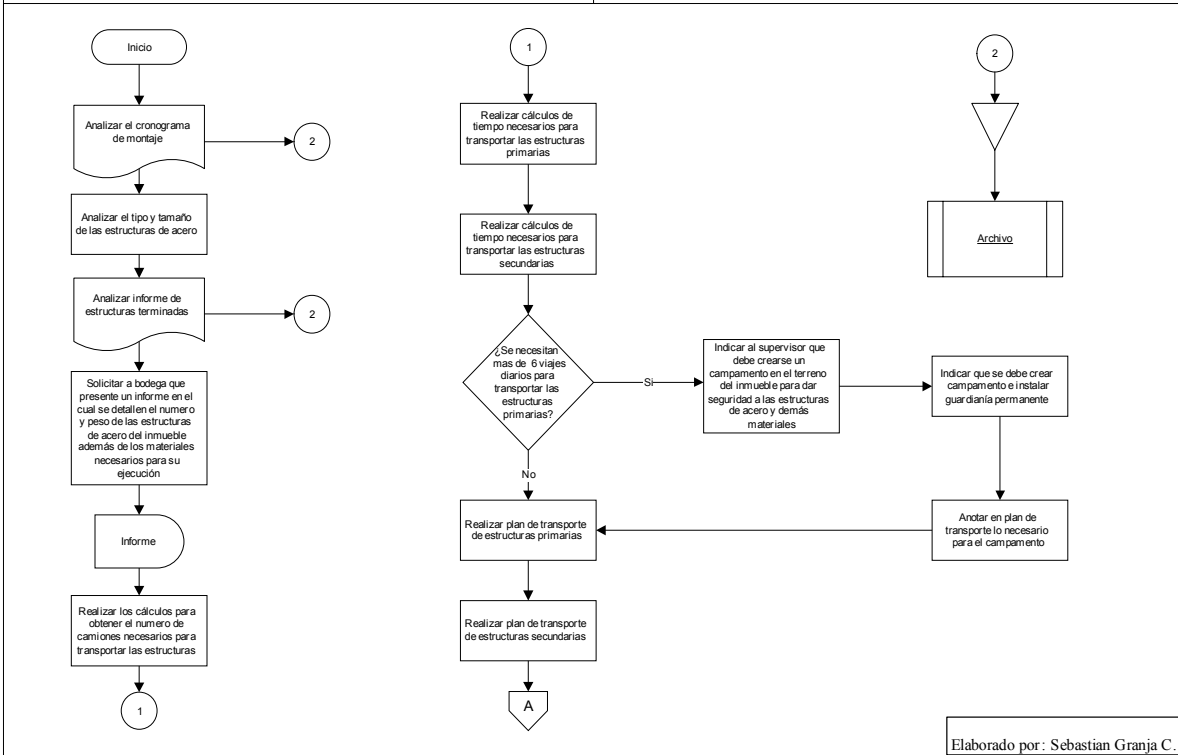 Inicio
Analizar el cronograma
de montaje
2
Analizar el tipo y tamaño
de las estructuras de acero
Analizar informe de
estructuras terminadas
2
Solicitar a bodega que
presente un informe en el
cual se detallen el numero
y peso de las estructuras
de acero del inmueble
además de los materiales
necesarios para su
ejecución
Informe
Realizar los cálculos para
obtener el numero de
camiones necesarios para
transportar las estructuras
1
1
Realizar cálculos de
tiempo necesarios para
transportar las estructuras
primarias
Realizar cálculos de
tiempo necesarios para
transportar las estructuras
secundarias
¿Se necesitan
mas de 6 viajes
diarios para
transportar las
estructuras
primarias?
Si
No
Indicar al supervisor que
debe crearse un
campamento en el terreno
del inmueble para dar
seguridad a las estructuras
de acero y demás
materiales
Indicar que se debe crear
campamento e instalar
guardianía permanente
Anotar en plan de
transporte lo necesario
para el campamento
Realizar plan de transporte
de estructuras primarias
Realizar plan de transporte
de estructuras secundarias
A
2
Archivo
Elaborado por: Sebastian Granja C.